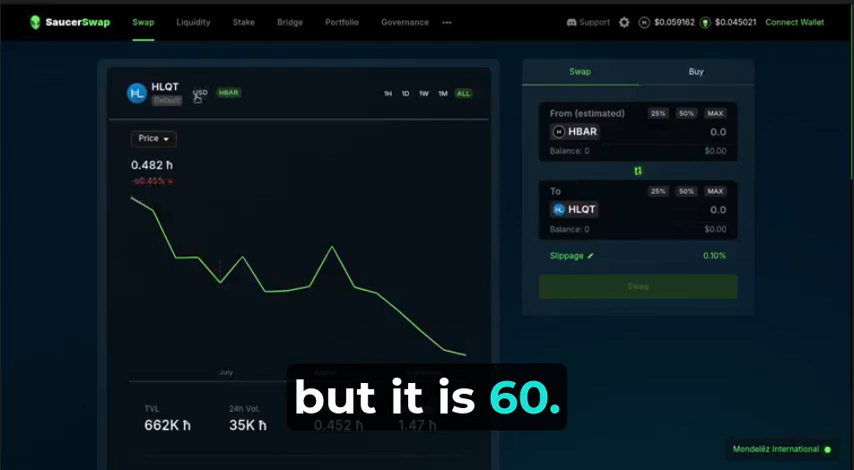 SaucerSwap Swap Liquidity Stake Bridge Portfolio Governance ••• Support $0.059162 $0.045021 Connect Wallet
HL HLQT USD HBAR 1H 1D 1W 1M ALL
Default
Price
0.482 ħ
July
TVL 24h Vol.
662K ħ 35K ħ 0.452 ħ 1.47 ħ
Swap Buy
From (estimated) 25% 50% MAX
H HBAR 0.0
Balance: 0 $0.00
To 25% 50% MAX
HL HLQT 0.0
Balance: 0 $0.00
Slippage 0.10%
Swap
but it is 60.
Mondelēz International